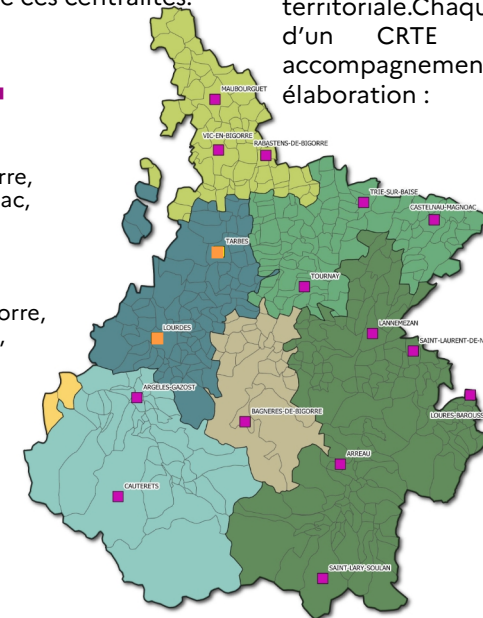 e ces centralités.
territoriale.Chaqu
d'un CRTE
accompagnemen
élaboration :
rre,
ac,
orre,
,
MAUBOURGUET
VIC-EN-BIGORRE
RABASTENS-DE-BIGORRE
TRIE-SUR-BAISE
CASTELNAU-MAGNOAC
TARBES
TOURNAY
LOURDES
LANNEMEZAN
SAINT-LAURENT-DE-N
ARGELES-GAZOST
LOURES-BAROUSS
BAGNERES-DE-BIGORRE
ARREAU
CAUTERETS
SAINT-LARY-SOULAN